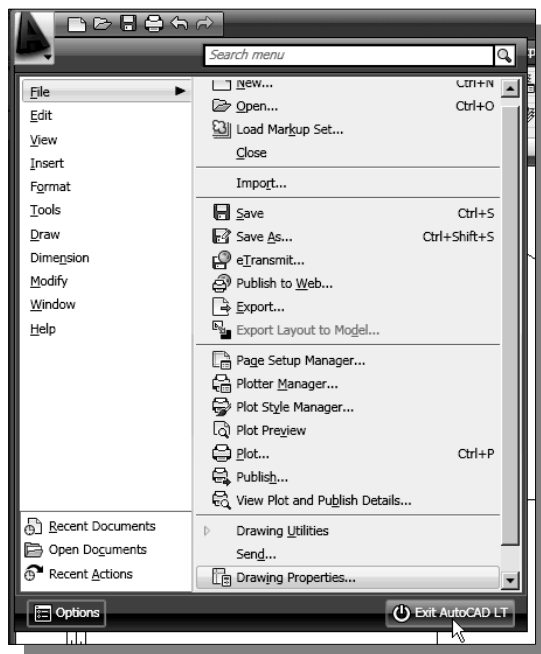 Search menu
File
Edit
View
Insert
Format
Tools
Draw
Dimension
Modify
Window
Help
Recent Documents
Open Documents
Recent Actions
New... Ctrl+N
Open... Ctrl+O
Load Markup Set...
Close
Import...
Save Ctrl+S
Save As... Ctrl+Shift+S
eTransmit...
Publish to Web...
Export...
Export Layout to Model...
Page Setup Manager...
Plotter Manager...
Plot Style Manager...
Plot Preview
Plot... Ctrl+P
Publish...
View Plot and Publish Details...
Drawing Utilities
Send...
Drawing Properties...
Options
Exit AutoCAD LT